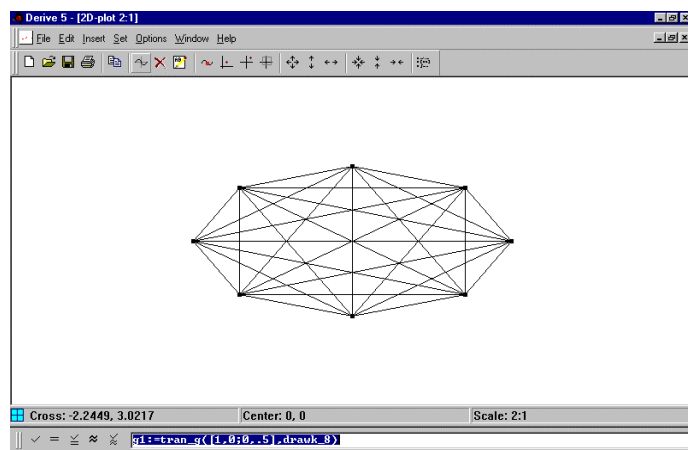 Derive 5 - [2D-plot 2:1]
File Edit Insert Set Options Window Help
Cross: -2.2449, 3.0217 Center: 0, 0 Scale: 2:1
g1:=tran_g([1,0;0,.5],drawk_8)